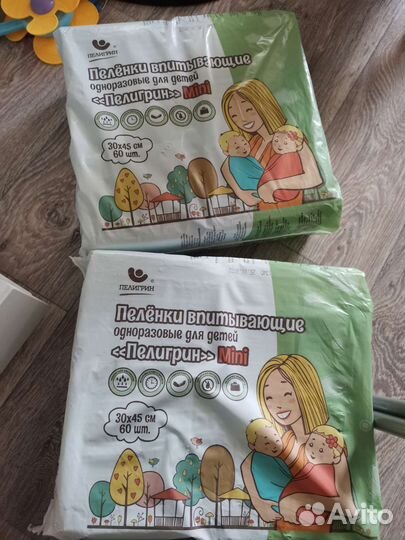 ПЕЛИГРИН
Пелёнки впитывающие
одноразовые для детей
«Пелигрин» Mini
30х45 см
60 шт.
ПЕЛИГРИН
Пелёнки впитывающие
одноразовые для детей
«Пелигрин» Mini
30х45 см
60 шт.
Avito